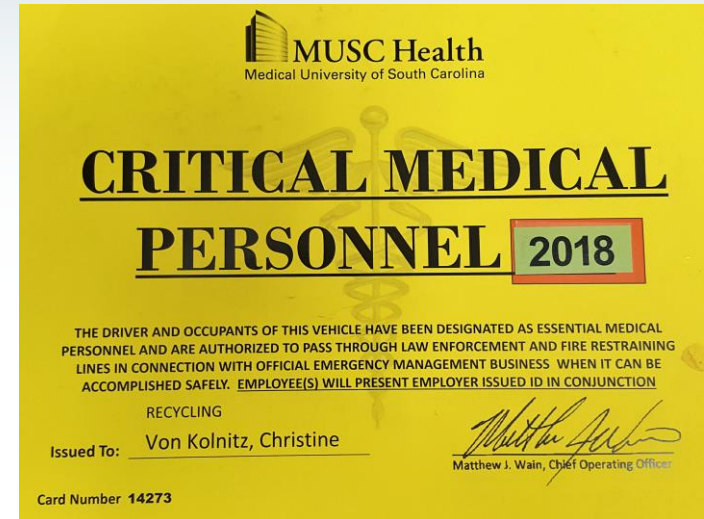 MUSC Health
Medical University of South Carolina
CRITICAL MEDICAL
PERSONNEL 2018
THE DRIVER AND OCCUPANTS OF THIS VEHICLE HAVE BEEN DESIGNATED AS ESSENTIAL MEDICAL
PERSONNEL AND ARE AUTHORIZED TO PASS THROUGH LAW ENFORCEMENT AND FIRE RESTRAINING
LINES IN CONNECTION WITH OFFICIAL EMERGENCY MANAGEMENT BUSINESS WHEN IT CAN BE
ACCOMPLISHED SAFELY. EMPLOYEE(S) WILL PRESENT EMPLOYER ISSUED ID IN CONJUNCTION
RECYCLING
Issued To: Von Kolnitz, Christine
Matthew J. Wain, Chief Operating Officer
Card Number 14273